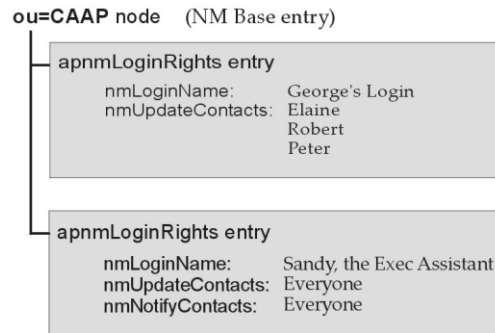 ou=CAAP node (NM Base entry)
apnmLoginRights entry
nmLoginName: George's Login
nmUpdateContacts: Elaine
Robert
Peter
apnmLoginRights entry
nmLoginName: Sandy, the Exec Assistant
nmUpdateContacts: Everyone
nmNotifyContacts: Everyone